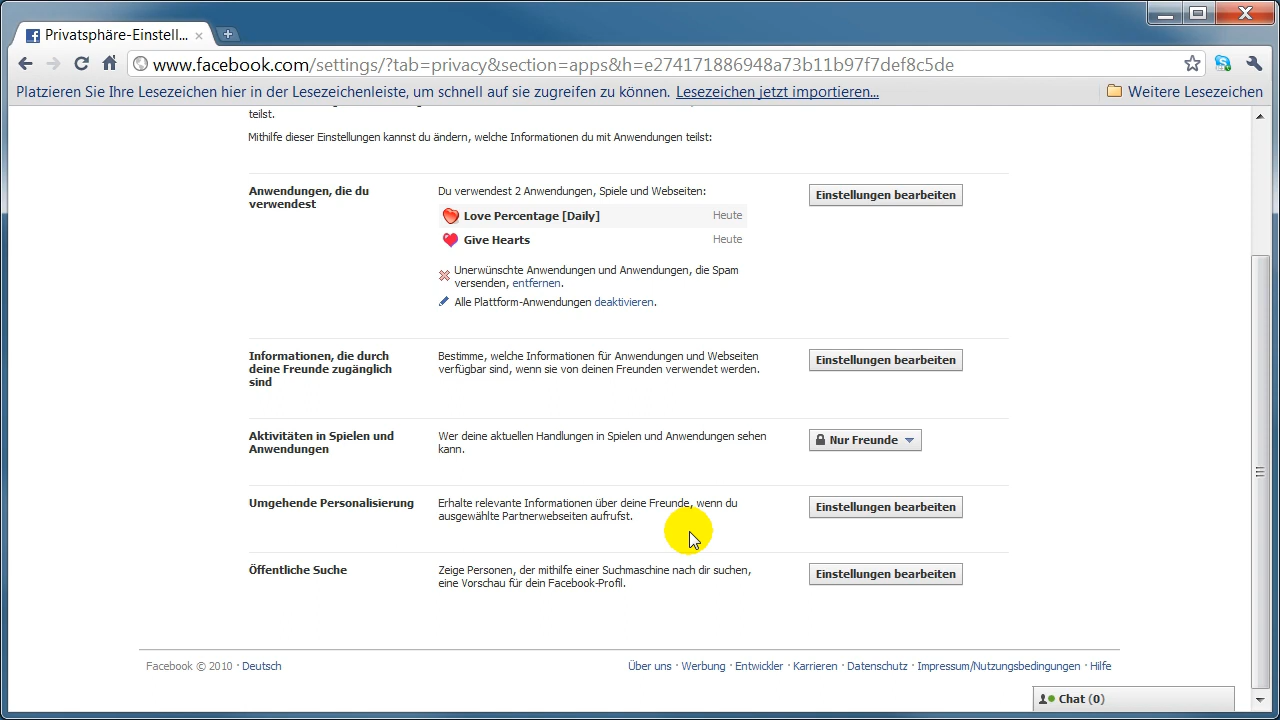 Privatsphäre-Einstell...
www.facebook.com/settings/?tab=privacy&section=apps&h=e274171886948a73b11b97f7def8c5de
Platzieren Sie Ihre Lesezeichen hier in der Lesezeichenleiste, um schnell auf sie zugreifen zu können. Lesezeichen jetzt importieren...
Weitere Lesezeichen
teilst.
Mithilfe dieser Einstellungen kannst du ändern, welche Informationen du mit Anwendungen teilst:
Anwendungen, die du
verwendest
Du verwendest 2 Anwendungen, Spiele und Webseiten:
Einstellungen bearbeiten
Love Percentage [Daily] Heute
Give Hearts Heute
Unerwünschte Anwendungen und Anwendungen, die Spam
versenden, entfernen.
Alle Plattform-Anwendungen deaktivieren.
Informationen, die durch
deine Freunde zugänglich
sind
Bestimme, welche Informationen für Anwendungen und Webseiten
verfügbar sind, wenn sie von deinen Freunden verwendet werden.
Einstellungen bearbeiten
Aktivitäten in Spielen und
Anwendungen
Wer deine aktuellen Handlungen in Spielen und Anwendungen sehen
kann.
Nur Freunde
Umgehende Personalisierung
Erhalte relevante Informationen über deine Freunde, wenn du
ausgewählte Partnerwebseiten aufrufst.
Einstellungen bearbeiten
Öffentliche Suche
Zeige Personen, der mithilfe einer Suchmaschine nach dir suchen,
eine Vorschau für dein Facebook-Profil.
Einstellungen bearbeiten
Facebook © 2010 · Deutsch
Über uns · Werbung · Entwickler · Karrieren · Datenschutz · Impressum/Nutzungsbedingungen · Hilfe
Chat (0)